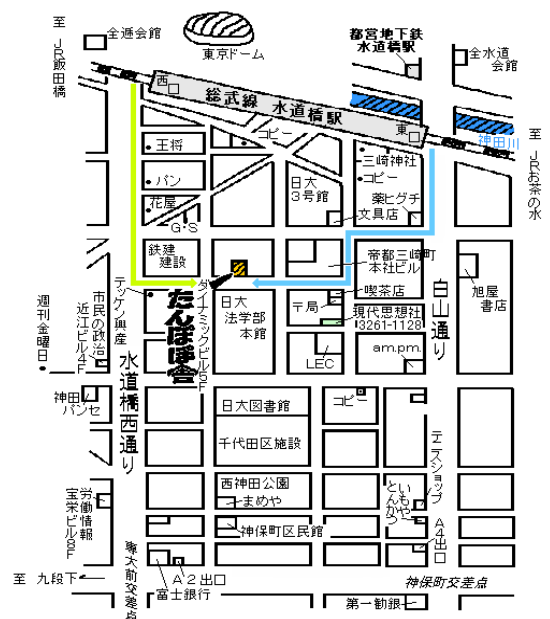 至 JR飯田橋
全逓会館
東京ドーム
都営地下鉄
水道橋駅
全水道
会館
西口
総武線 水道橋駅
東口
神田川
至 JRお茶の水
コピー
王将
パン
花屋
G・S
日大
3号館
三崎神社
コピー
薬ヒグチ
文具店
鉄建
建設
帝都三崎町
本社ビル
喫茶店
旭屋
書店
白山通り
テッケン興産
ダイナミックビル5F
たんぽぽ舎
日大
法学部
本館
〒局
現代思想社
3261-1128
LEC
am.pm.
週刊金曜日
市民の政治
近江ビル4F
水道橋西通り
神田
パンセ
日大図書館
コピー
千代田区施設
テニスショップ
西神田公園
まめや
といんもかやつ
労働情報
宝栄ビル8F
神保町区民館
A4出口
至 九段下
専大前交差点
A2出口
富士銀行
神保町交差点
第一勧銀